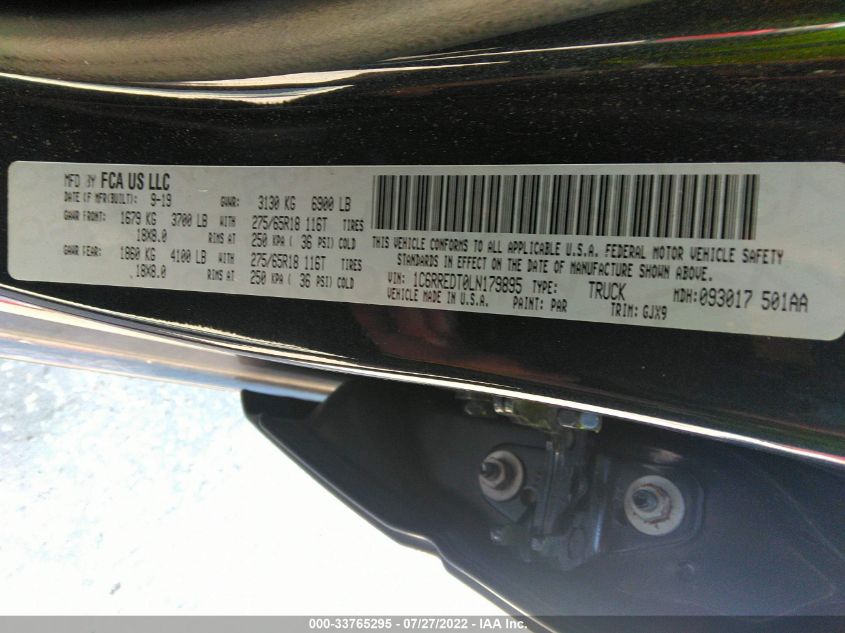 MFD BY FCA US LLC
DATE OF MFR(BUILT): 9-19 GVWR: 3130 KG 6900 LB
GAWR FRONT: 1679 KG 3700 LB WITH 275/65R18 116T TIRES
18X8.0 RIMS AT 250 KPA ( 36 PSI) COLD
GAWR REAR: 1860 KG 4100 LB WITH 275/65R18 116T TIRES
18X8.0 RIMS AT 250 KPA ( 36 PSI) COLD
THIS VEHICLE CONFORMS TO ALL APPLICABLE U.S.A. FEDERAL MOTOR VEHICLE SAFETY
STANDARDS IN EFFECT ON THE DATE OF MANUFACTURE SHOWN ABOVE.
VIN: 1C6RREDT0LN179895 TYPE: TRUCK MDH: 093017 501AA
VEHICLE MADE IN U.S.A. PAINT: PAR TRIM: GJX9
000-33765295 - 07/27/2022 - IAA Inc.